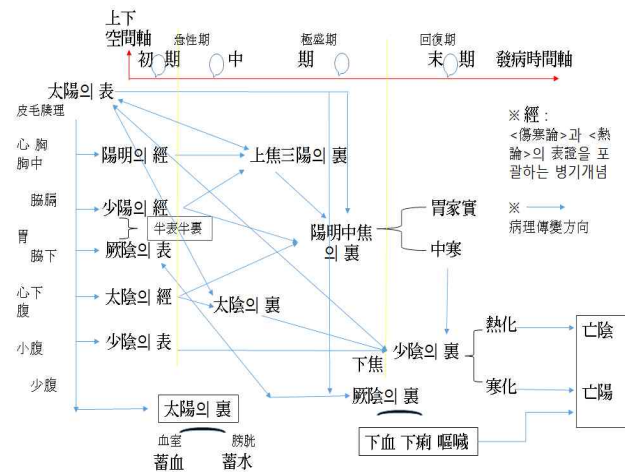 上下
空間軸
急性期
極盛期
回復期
初 期
中
期
末 期
發病時間軸
太陽의 表
皮毛腠理
※ 經 :
<傷寒論>과 <熱
論>의 表證을 포
괄하는 병기개념
心 胸
胸中
陽明의 經
上焦三陽의 裏
脇膈
少陽의 經
胃家實
※
病理傳變方向
半表半裏
陽明中焦
의 裏
胃
脇下
厥陰의 表
中寒
心下
腹
太陰의 經
太陰의 裏
熱化
亡陰
小腹
少陰의 表
下焦
少陰의 裏
少腹
厥陰의 裏
寒化
亡陽
太陽의 裏
血室
膀胱
下血 下痢 嘔噦
蓄血
蓄水